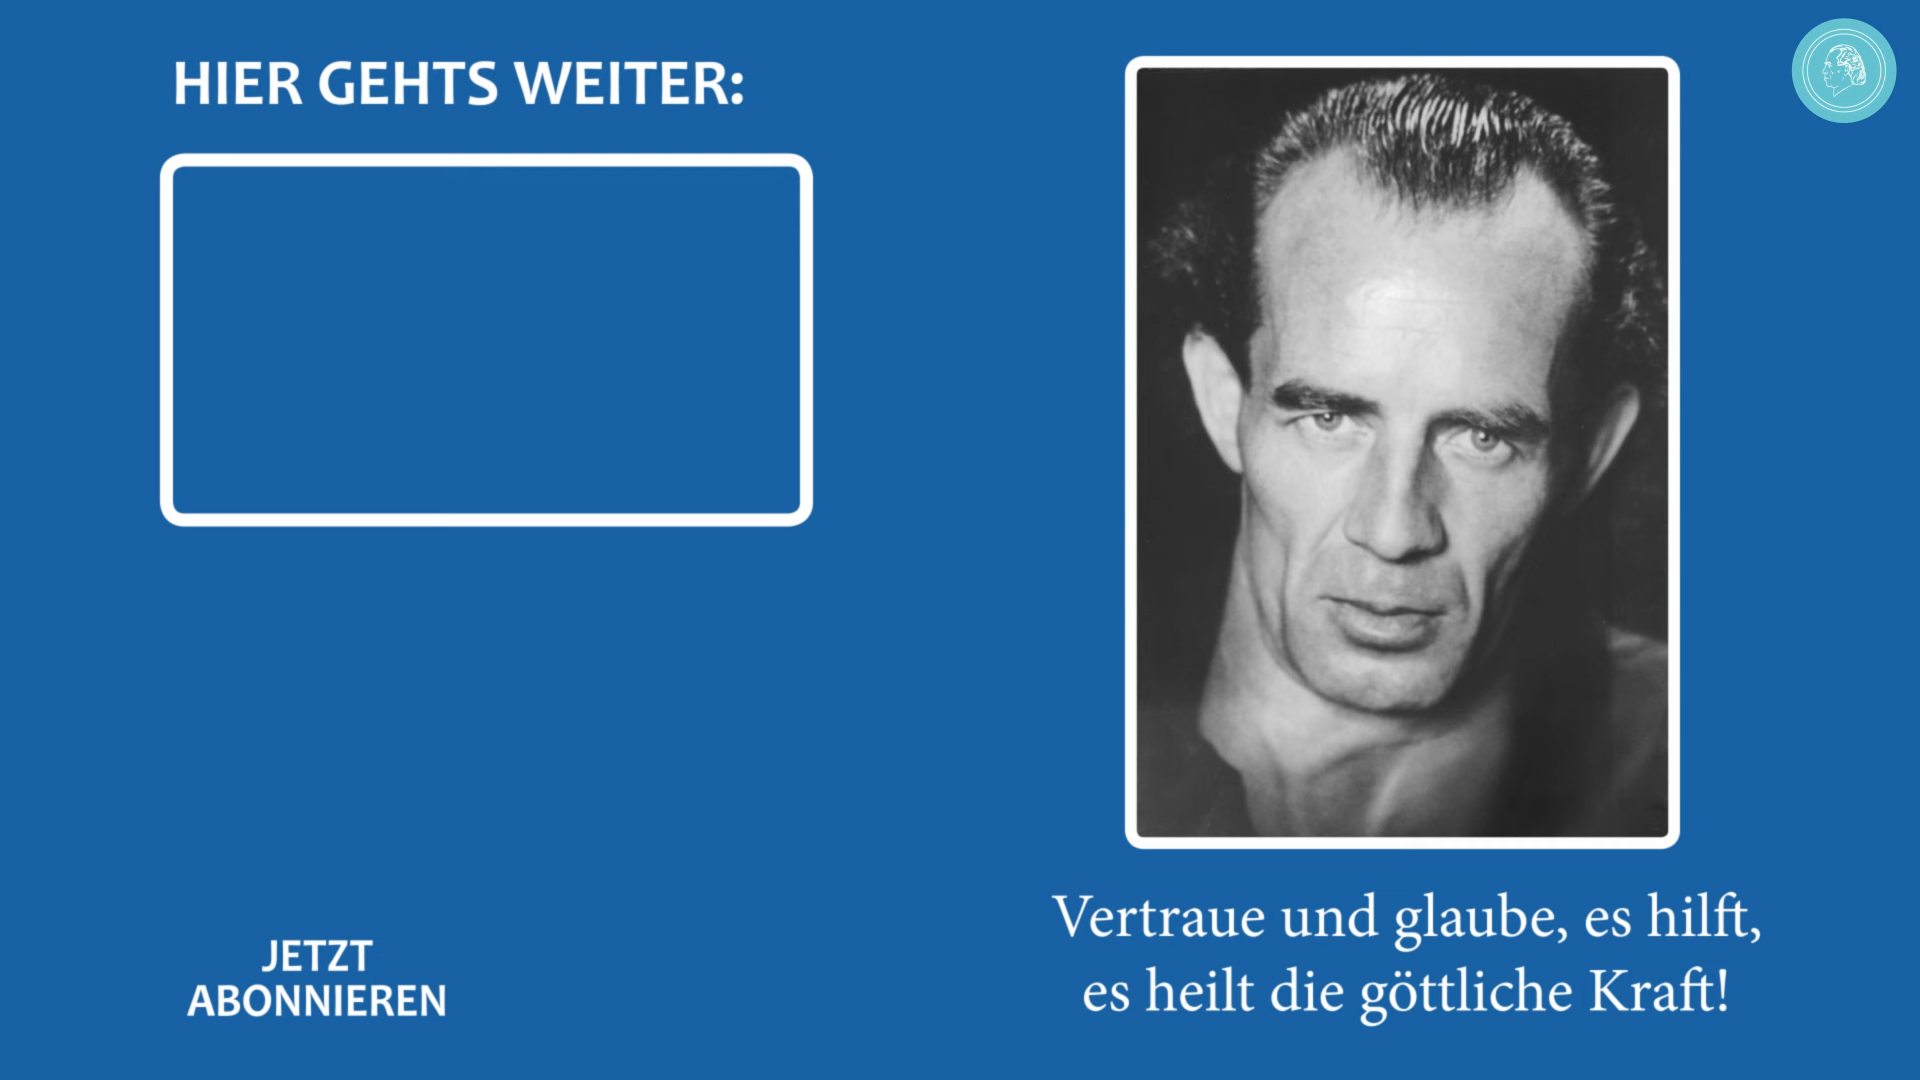 HIER GEHTS WEITER:
JETZT
ABONNIEREN
Vertraue und glaube, es hilft,
es heilt die göttliche Kraft!